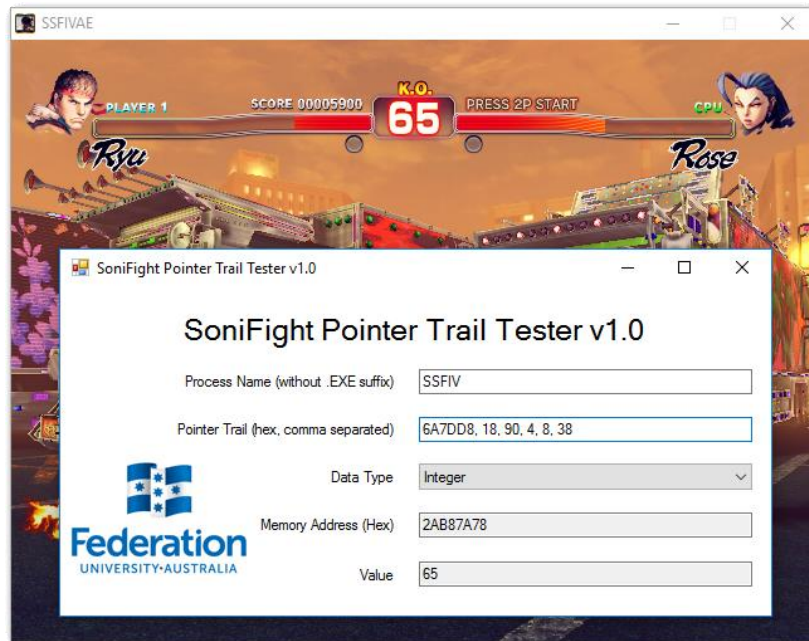 SSFIVAE
K.O.
PLAYER 1 SCORE 00005900 65 PRESS 2P START CPU
Ryu Rose
SoniFight Pointer Trail Tester v1.0
SoniFight Pointer Trail Tester v1.0
Process Name (without .EXE suffix) SSFIV
Pointer Trail (hex, comma separated) 6A7DD8, 18, 90, 4, 8, 38
Data Type Integer
Memory Address (Hex) 2AB87A78
Value 65
Federation
UNIVERSITY•AUSTRALIA